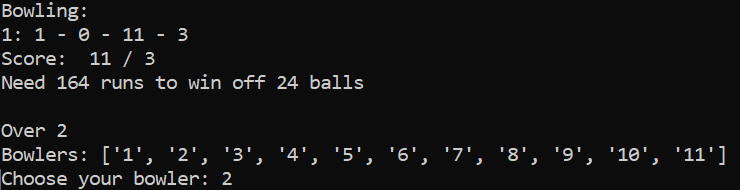 Bowling:
1: 1 - 0 - 11 - 3
Score:  11 / 3
Need 164 runs to win off 24 balls

Over 2
Bowlers: ['1', '2', '3', '4', '5', '6', '7', '8', '9', '10', '11']
Choose your bowler: 2